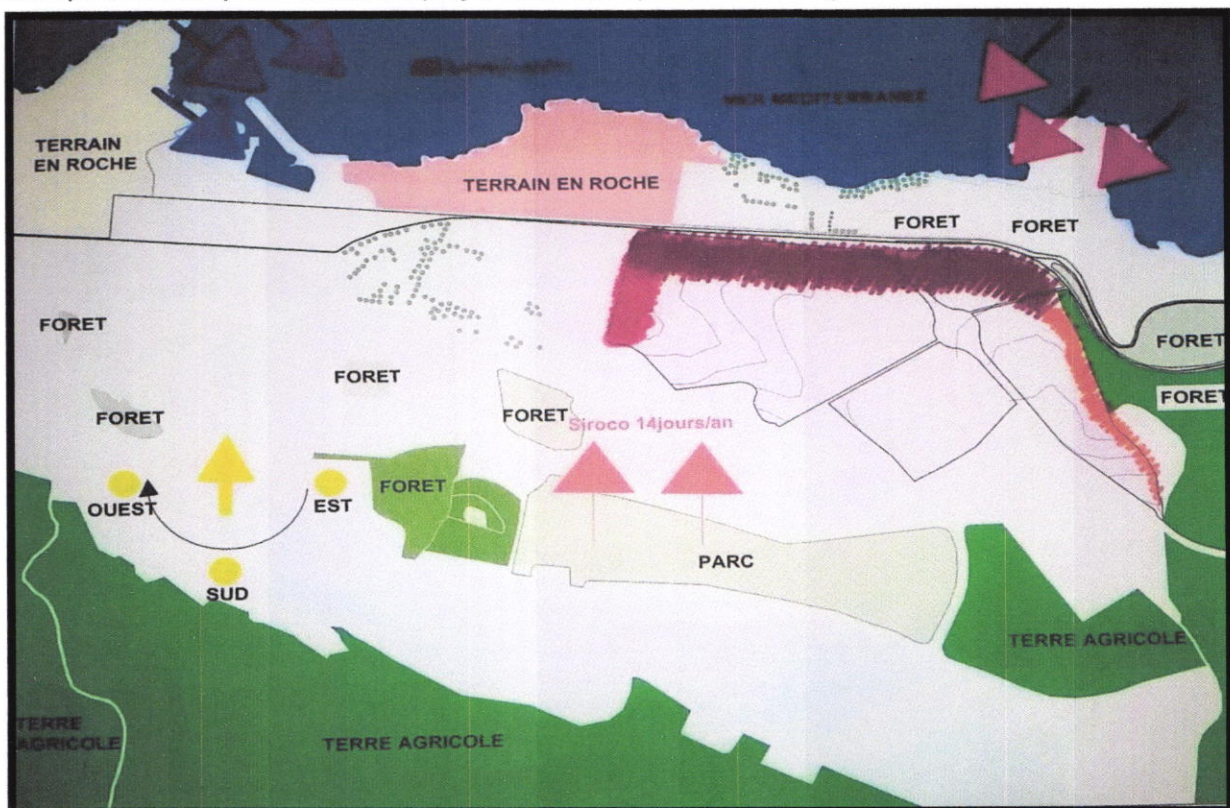 MER MEDITERRANEE
TERRAIN
EN ROCHE
TERRAIN EN ROCHE
FORET
FORET
FORET
FORET
FORET
FORET
FORET
FORET
Siroco 14jours/an
FORET
OUEST
EST
SUD
PARC
TERRE AGRICOLE
TERRE
AGRICOLE
TERRE AGRICOLE